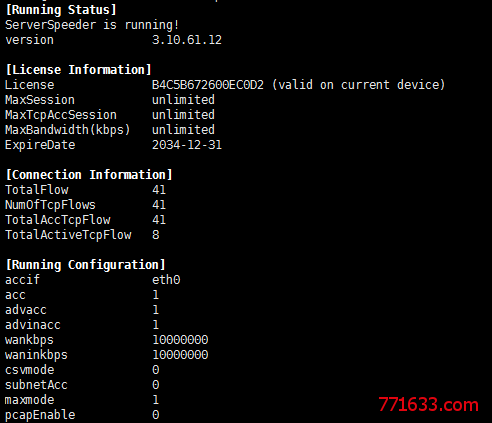 [Running Status]
ServerSpeeder is running!
version 3.10.61.12
[License Information]
License B4C5B672600EC0D2 (valid on current device)
MaxSession unlimited
MaxTcpAccSession unlimited
MaxBandwidth(kbps) unlimited
ExpireDate 2034-12-31
[Connection Information]
TotalFlow 41
NumOfTcpFlows 41
TotalAccTcpFlow 41
TotalActiveTcpFlow 8
[Running Configuration]
accif eth0
acc 1
advacc 1
advinacc 1
wankbps 10000000
waninkbps 10000000
csvmode 0
subnetAcc 0
maxmode 1
pcapEnable 0
771633.com